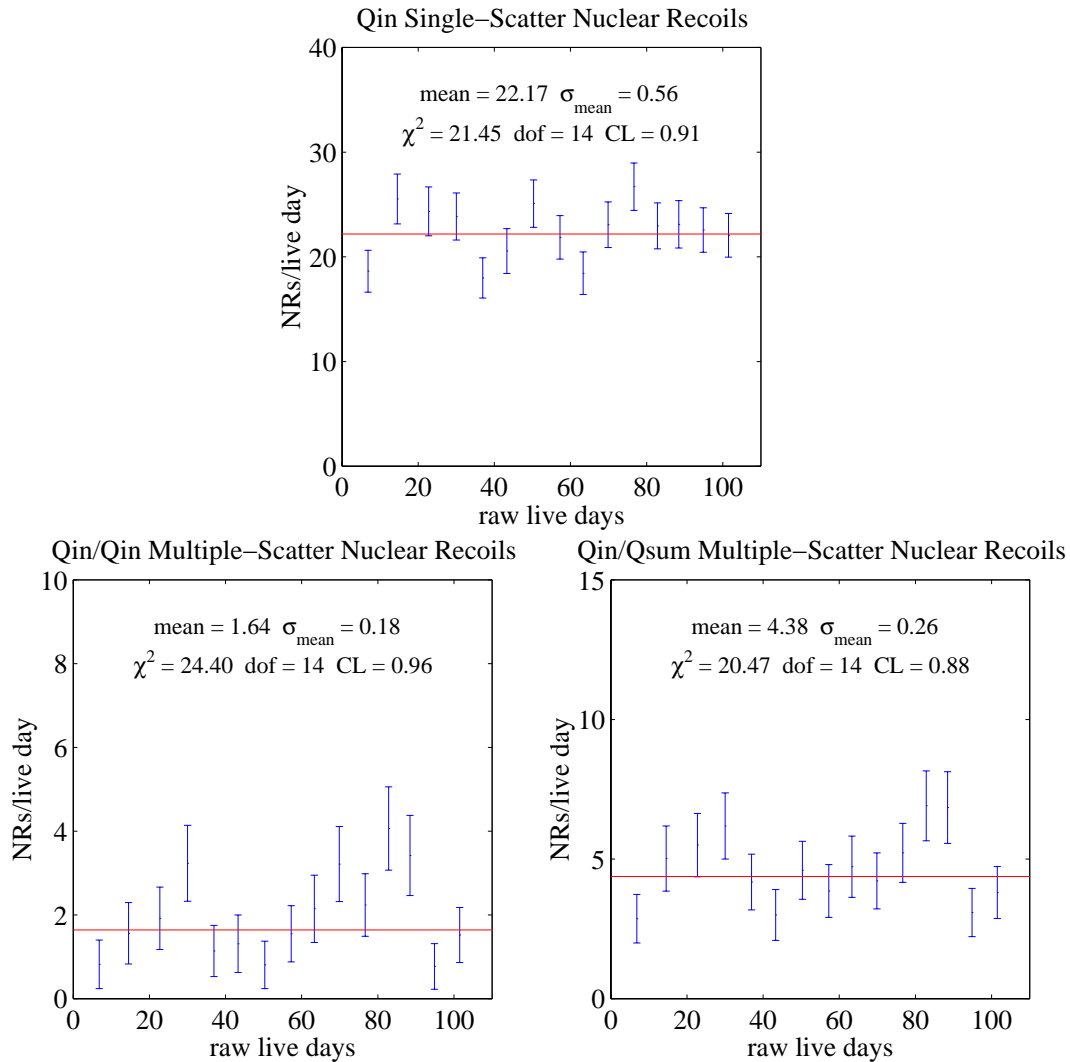 Qin Single−Scatter Nuclear Recoils
40
30
20
10
0
NRs/live day
mean = 22.17 σ_mean = 0.56
χ² = 21.45 dof = 14 CL = 0.91
0 20 40 60 80 100
raw live days
Qin/Qin Multiple−Scatter Nuclear Recoils
10
8
6
4
2
0
NRs/live day
mean = 1.64 σ_mean = 0.18
χ² = 24.40 dof = 14 CL = 0.96
0 20 40 60 80 100
raw live days
Qin/Qsum Multiple−Scatter Nuclear Recoils
15
10
5
0
NRs/live day
mean = 4.38 σ_mean = 0.26
χ² = 20.47 dof = 14 CL = 0.88
0 20 40 60 80 100
raw live days